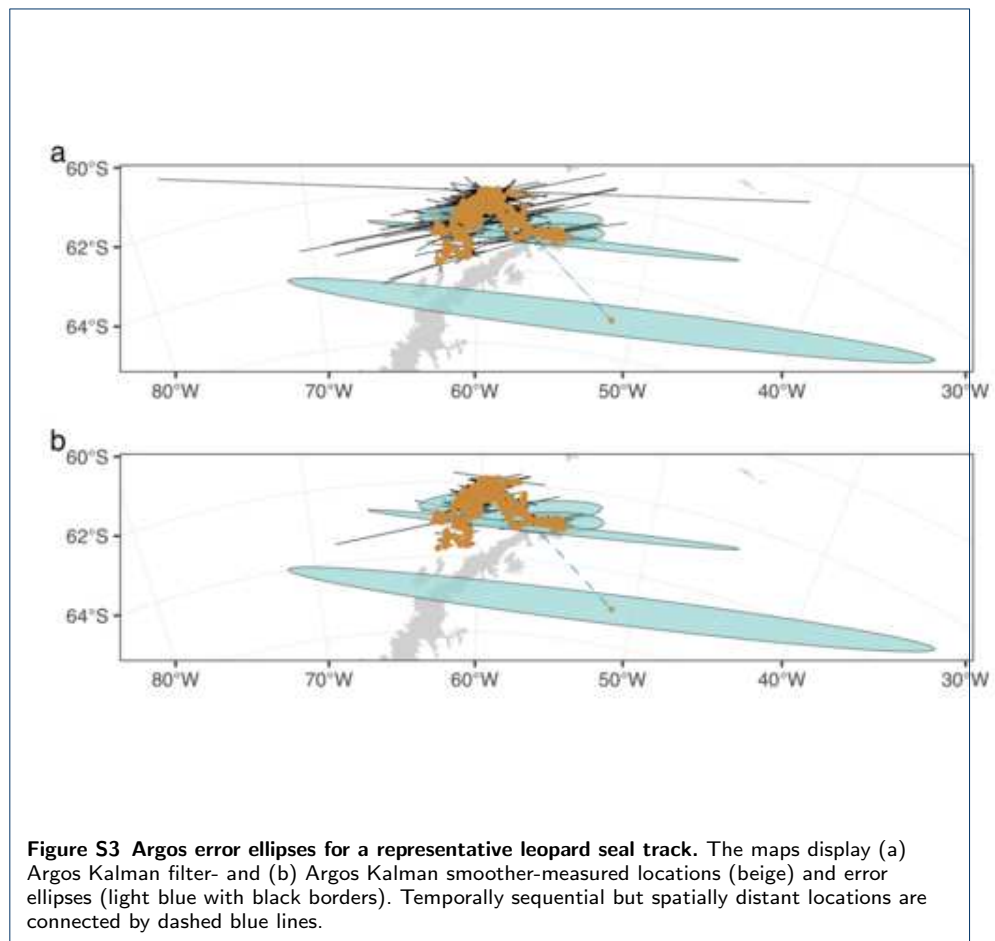 a
60°S
62°S
64°S
80°W 70°W 60°W 50°W 40°W 30°W
b
60°S
62°S
64°S
80°W 70°W 60°W 50°W 40°W 30°W
Figure S3 Argos error ellipses for a representative leopard seal track. The maps display (a)
Argos Kalman filter- and (b) Argos Kalman smoother-measured locations (beige) and error
ellipses (light blue with black borders). Temporally sequential but spatially distant locations are
connected by dashed blue lines.